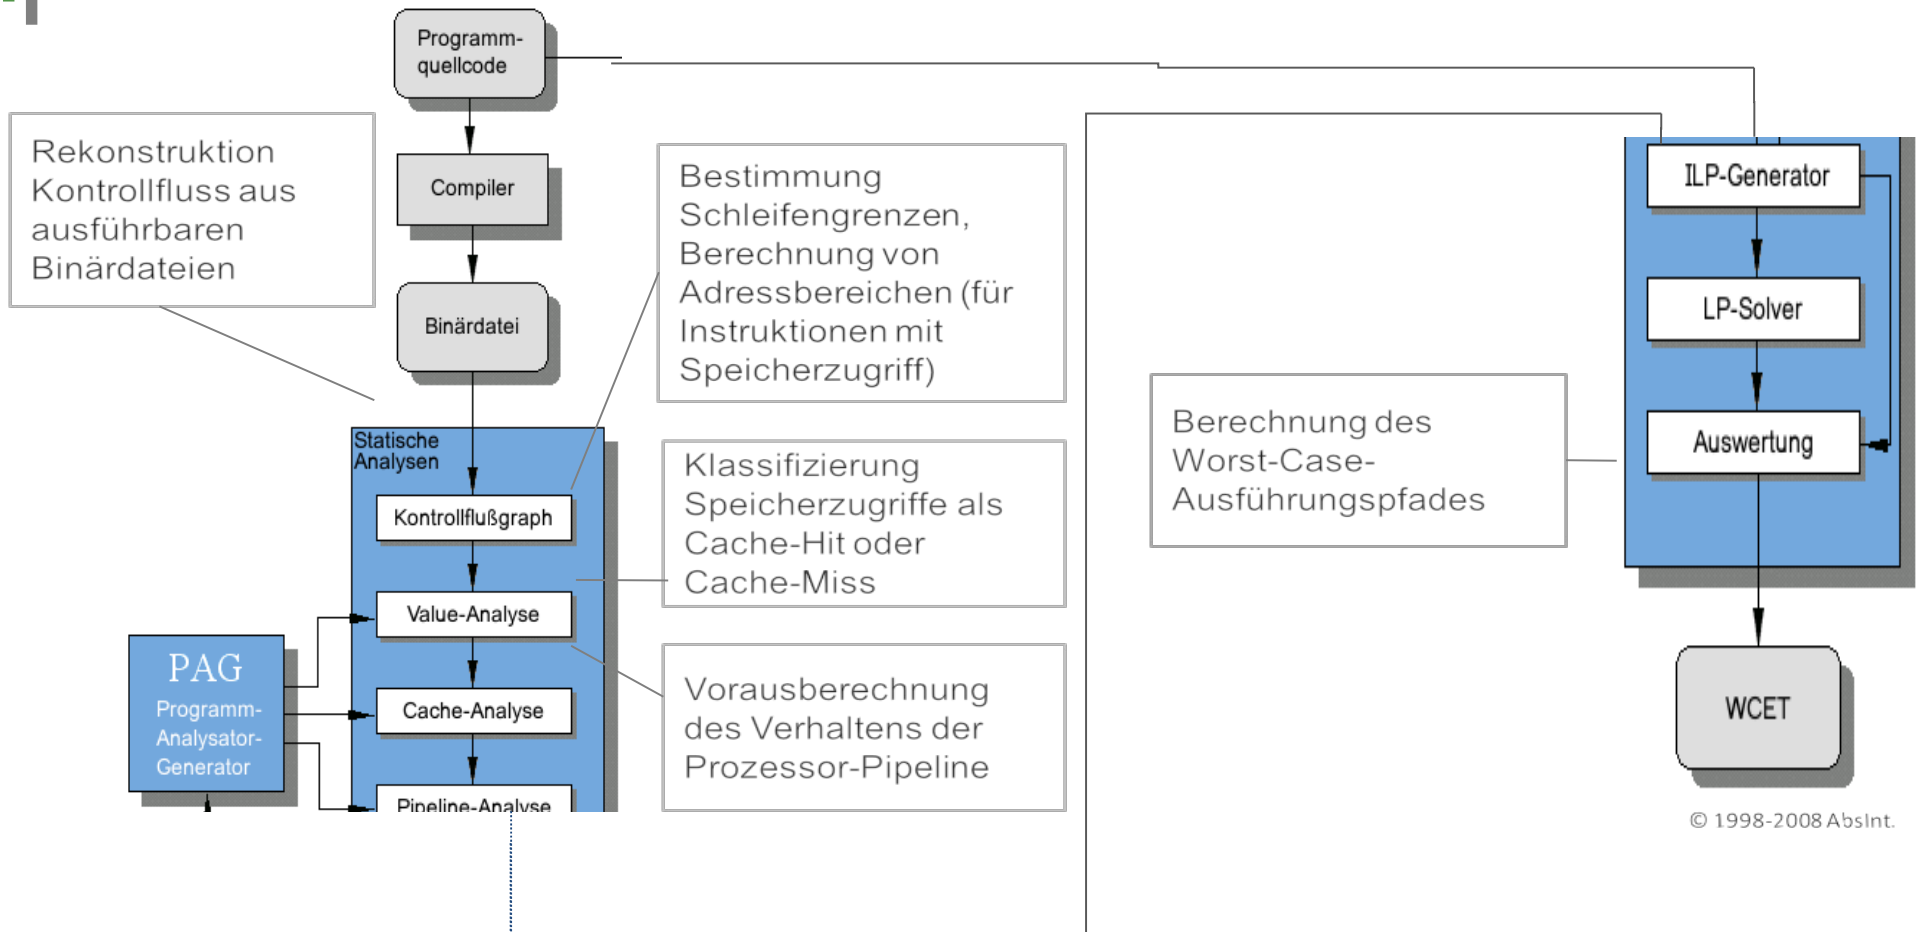 Programm-
quellcode
Rekonstruktion
Kontrollfluss aus
ausführbaren
Binärdateien
Compiler
Binärdatei
Bestimmung
Schleifengrenzen,
Berechnung von
Adressbereichen (für
Instruktionen mit
Speicherzugriff)
Statische
Analysen
Kontrollflußgraph
Value-Analyse
Cache-Analyse
Pipeline-Analyse
Klassifizierung
Speicherzugriffe als
Cache-Hit oder
Cache-Miss
Vorausberechnung
des Verhaltens der
Prozessor-Pipeline
PAG
Programm-
Analysator-
Generator
ILP-Generator
LP-Solver
Auswertung
Berechnung des
Worst-Case-
Ausführungspfades
WCET
© 1998-2008 AbsInt.